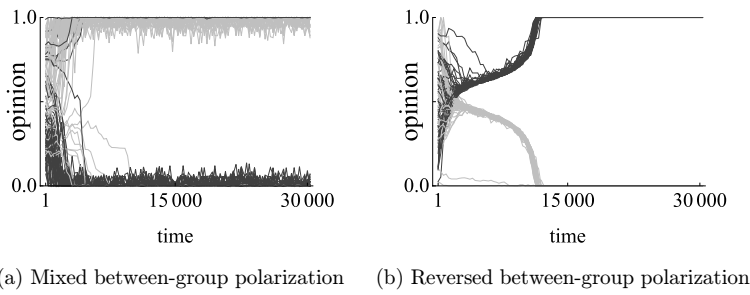 1.0
opinion
0.0
1
15 000
30 000
time
1.0
opinion
0.0
1
15 000
30 000
time
(a) Mixed between-group polarization
(b) Reversed between-group polarization